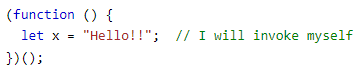 (function () {
  let x = "Hello!!";  // I will invoke myself
})();